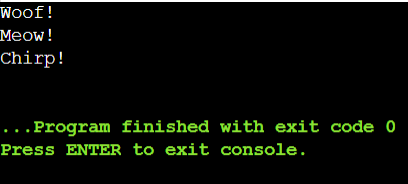 Woof!
Meow!
Chirp!
...Program finished with exit code 0
Press ENTER to exit console.